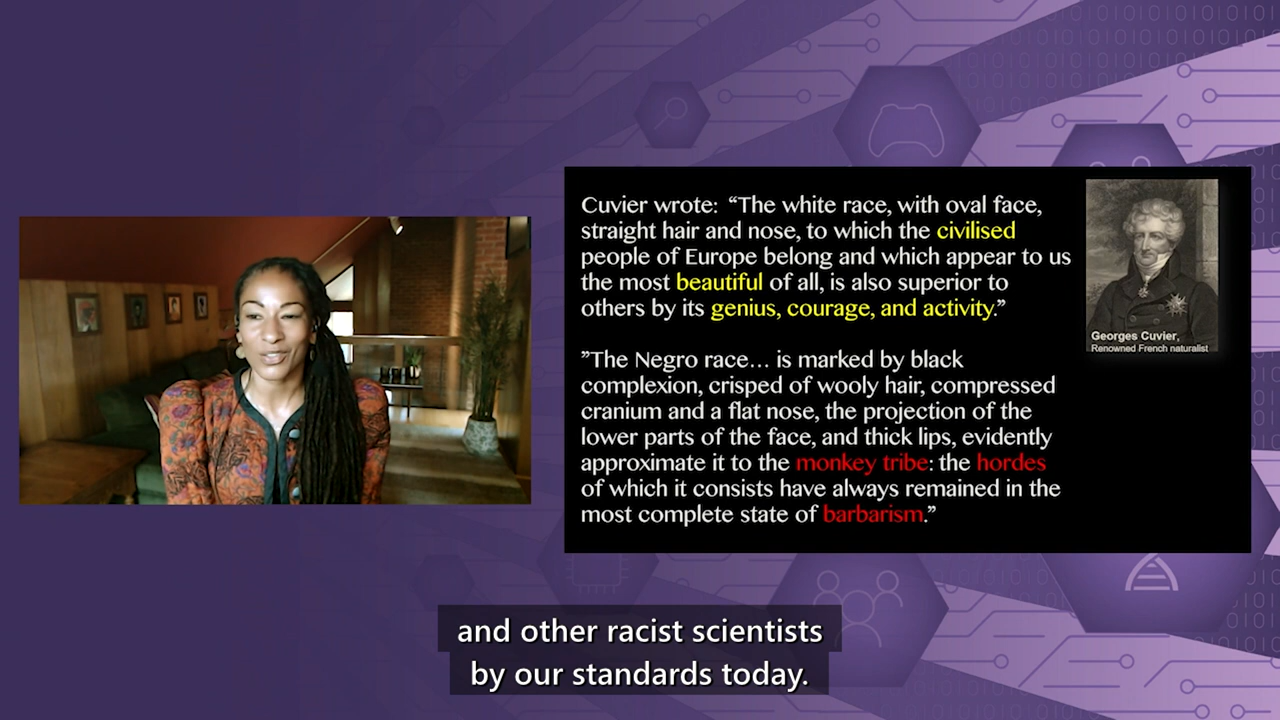 Cuvier wrote: “The white race, with oval face,
straight hair and nose, to which the civilised
people of Europe belong and which appear to us
the most beautiful of all, is also superior to
others by its genius, courage, and activity.”
”The Negro race… is marked by black
complexion, crisped of wooly hair, compressed
cranium and a flat nose, the projection of the
lower parts of the face, and thick lips, evidently
approximate it to the monkey tribe: the hordes
of which it consists have always remained in the
most complete state of barbarism.”
Georges Cuvier,
Renowned French naturalist
and other racist scientists
by our standards today.